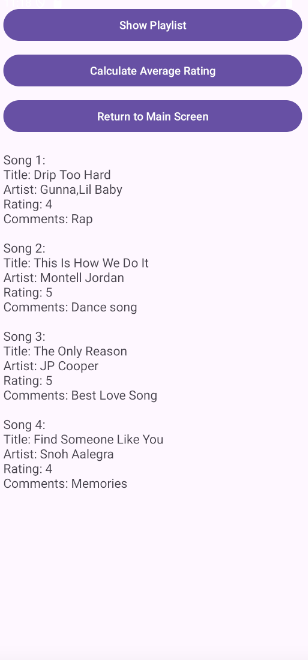 Show Playlist
Calculate Average Rating
Return to Main Screen
Song 1:
Title: Drip Too Hard
Artist: Gunna,Lil Baby
Rating: 4
Comments: Rap
Song 2:
Title: This Is How We Do It
Artist: Montell Jordan
Rating: 5
Comments: Dance song
Song 3:
Title: The Only Reason
Artist: JP Cooper
Rating: 5
Comments: Best Love Song
Song 4:
Title: Find Someone Like You
Artist: Snoh Aalegra
Rating: 4
Comments: Memories